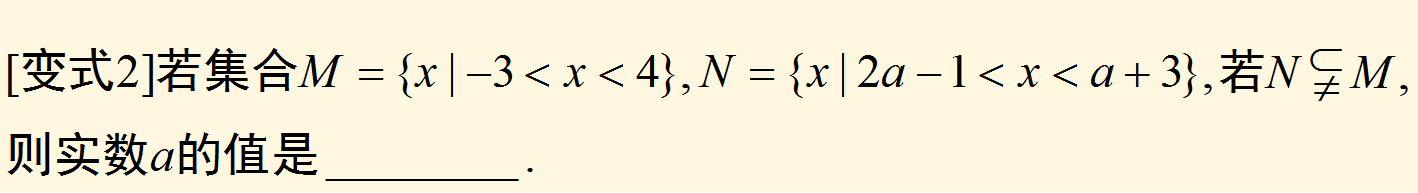 [变式2]若集合M = {x | −3 < x < 4}, N = {x | 2a − 1 < x < a + 3}, 若N ⫋ M ,
则实数a的值是________.